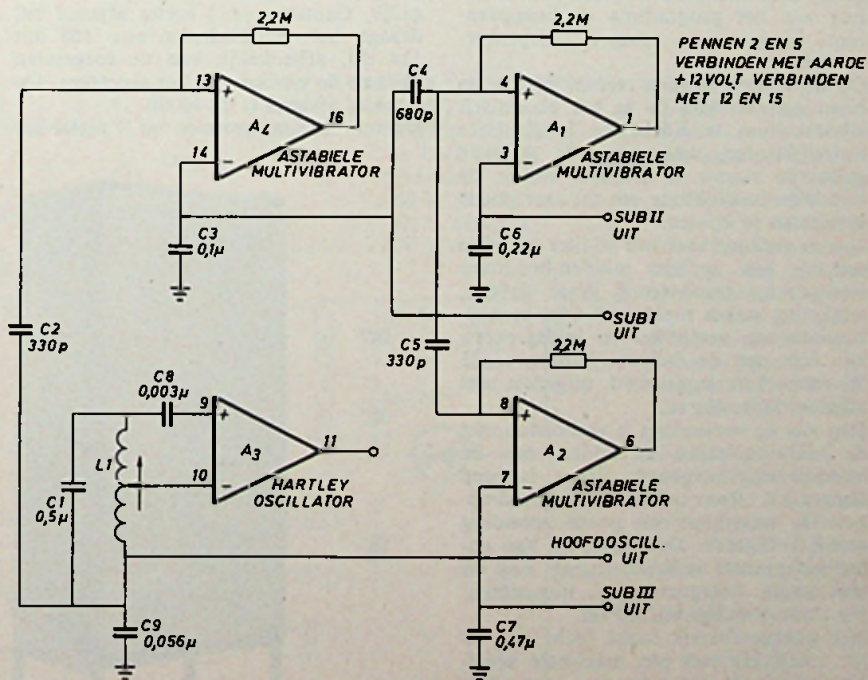 2,2M
13
+
A4
16
14
−
ASTABIELE
MULTIVIBRATOR
C3
0,1µ
C4
680p
2,2M
4
+
A1
1
3
−
ASTABIELE
MULTIVIBRATOR
PENNEN 2 EN 5
VERBINDEN MET AARDE
+12VOLT VERBINDEN
MET 12 EN 15
SUB II
UIT
C6
0,22µ
SUB I
UIT
C2
330p
C5
330p
C8
0,003µ
9
+
A3
11
10
−
HARTLEY
OSCILLATOR
L1
C1
0,5µ
2,2M
8
+
A2
6
7
−
ASTABIELE
MULTIVIBRATOR
HOOFDOSCILL.
UIT
SUB III
UIT
C9
0,056µ
C7
0,47µ